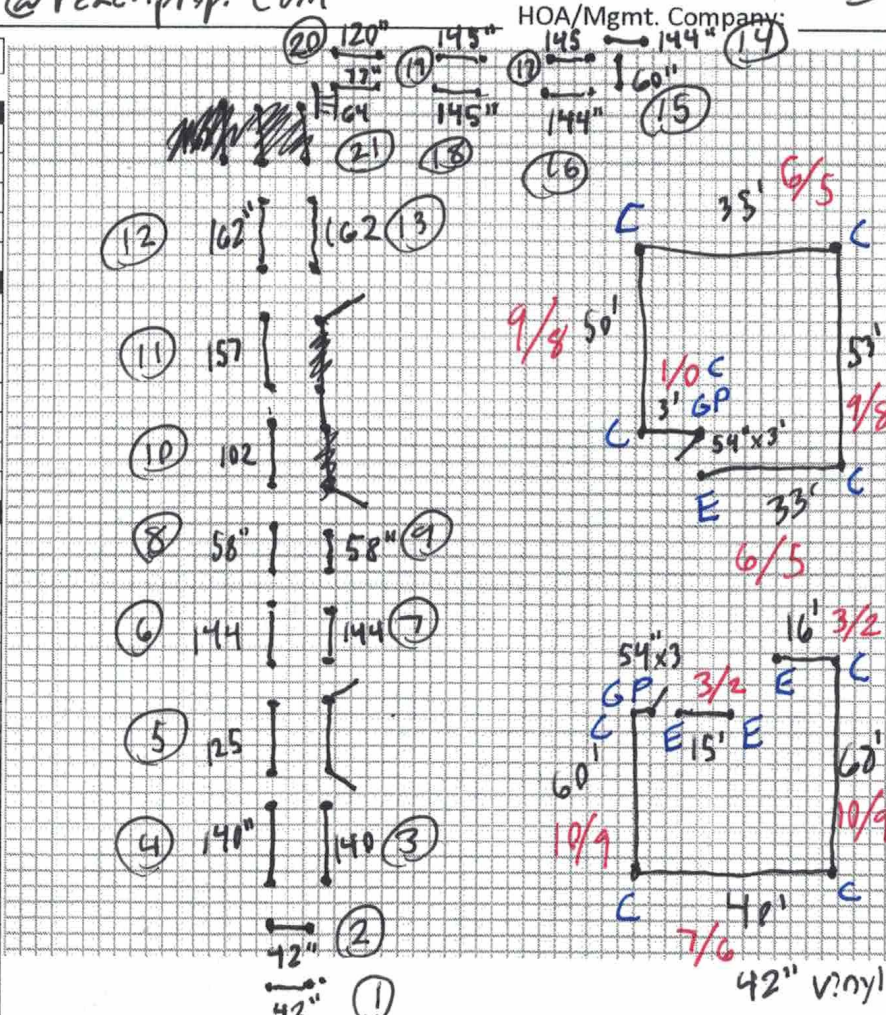 HOA/Mgmt. Company:
20 120" 145" 145 144" 14
77" 19 60"
64 145" 144" 15
21 18 16
35' 6/5
C C
12 162" 162 13
9/8 50' 53'
11 157
1/0 C
3' GP
C 54"x3' 9/8
10 102
C
E 33'
8 58" 58" 9
6/5
6 144 144 7
16' 3/2
54"x3 E C
GP 3/2
C E 15' E
5 125
60' 60'
10/9 10/9
4 140" 140 3
C C
40'
2
7/6
42"
42" vinyl
42" 1